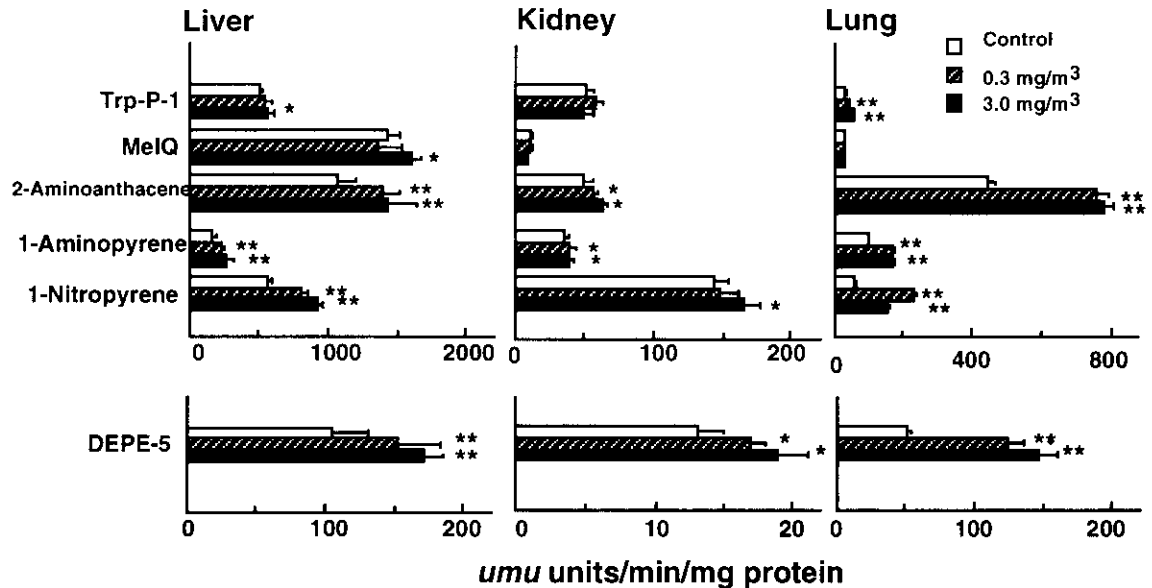 Liver Kidney Lung
Control
0.3 mg/m3
3.0 mg/m3
Trp-P-1 * ** **
MeIQ *
2-Aminoanthacene ** ** * * ** **
1-Aminopyrene ** ** * * ** **
1-Nitropyrene ** ** * ** **
0 1000 2000 0 100 200 0 400 800
DEPE-5 ** ** * * ** **
0 100 200 0 10 20 0 100 200
umu units/min/mg protein